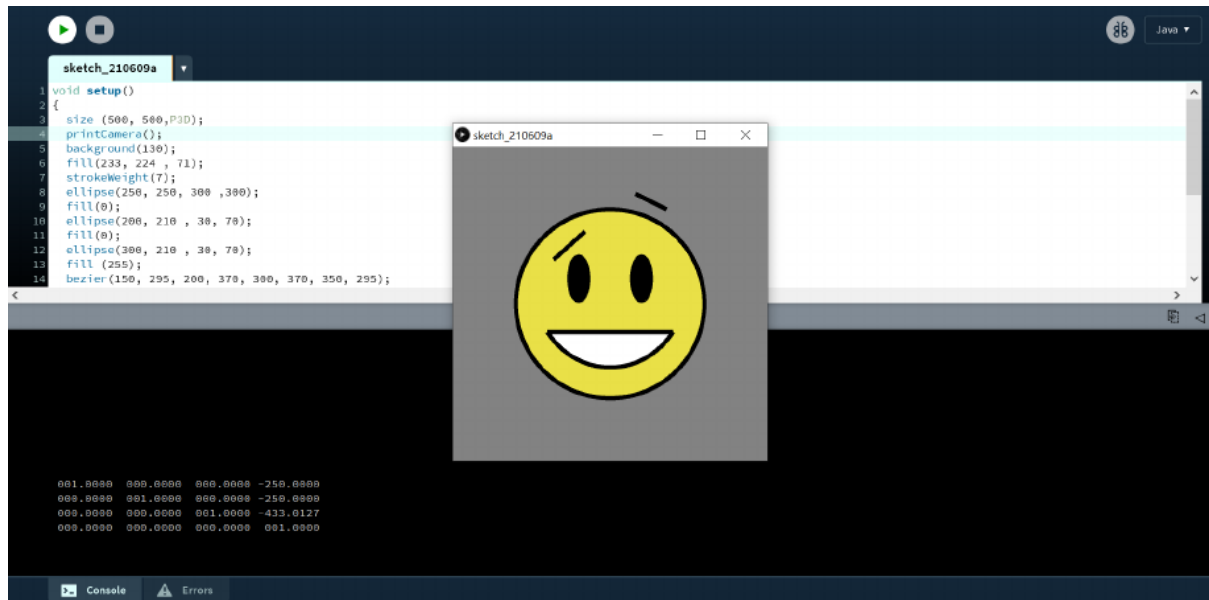 Java
sketch_210609a
1 void setup()
2 {
3 size (500, 500,P3D);
4 printCamera();
5 background(130);
6 fill(233, 224 , 71);
7 strokeWeight(7);
8 ellipse(250, 250, 300 ,300);
9 fill(0);
10 ellipse(200, 210 , 30, 70);
11 fill(0);
12 ellipse(300, 210 , 30, 70);
13 fill (255);
14 bezier(150, 295, 200, 370, 300, 370, 350, 295);
sketch_210609a
001.0000 000.0000 000.0000 -250.0000
000.0000 001.0000 000.0000 -250.0000
000.0000 000.0000 001.0000 -433.0127
000.0000 000.0000 000.0000 001.0000
Console Errors